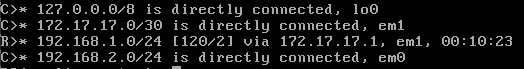 C>* 127.0.0.0/8 is directly connected, lo0
C>* 172.17.17.0/30 is directly connected, em1
R>* 192.168.1.0/24 [120/2] via 172.17.17.1, em1, 00:10:23
C>* 192.168.2.0/24 is directly connected, em0